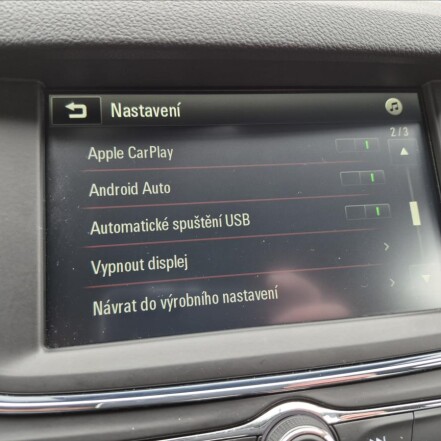 Nastavení
2/3
Apple CarPlay
Android Auto
Automatické spuštění USB
Vypnout displej
Návrat do výrobního nastavení